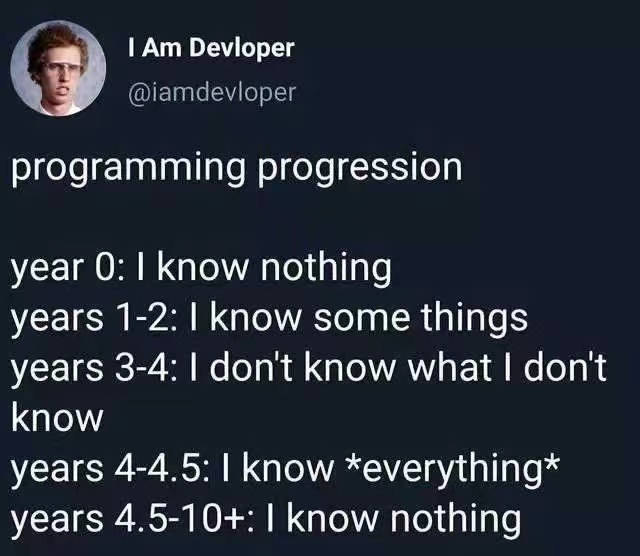 I Am Devloper
@iamdevloper
programming progression
year 0: I know nothing
years 1-2: I know some things
years 3-4: I don't know what I don't
know
years 4-4.5: I know *everything*
years 4.5-10+: I know nothing